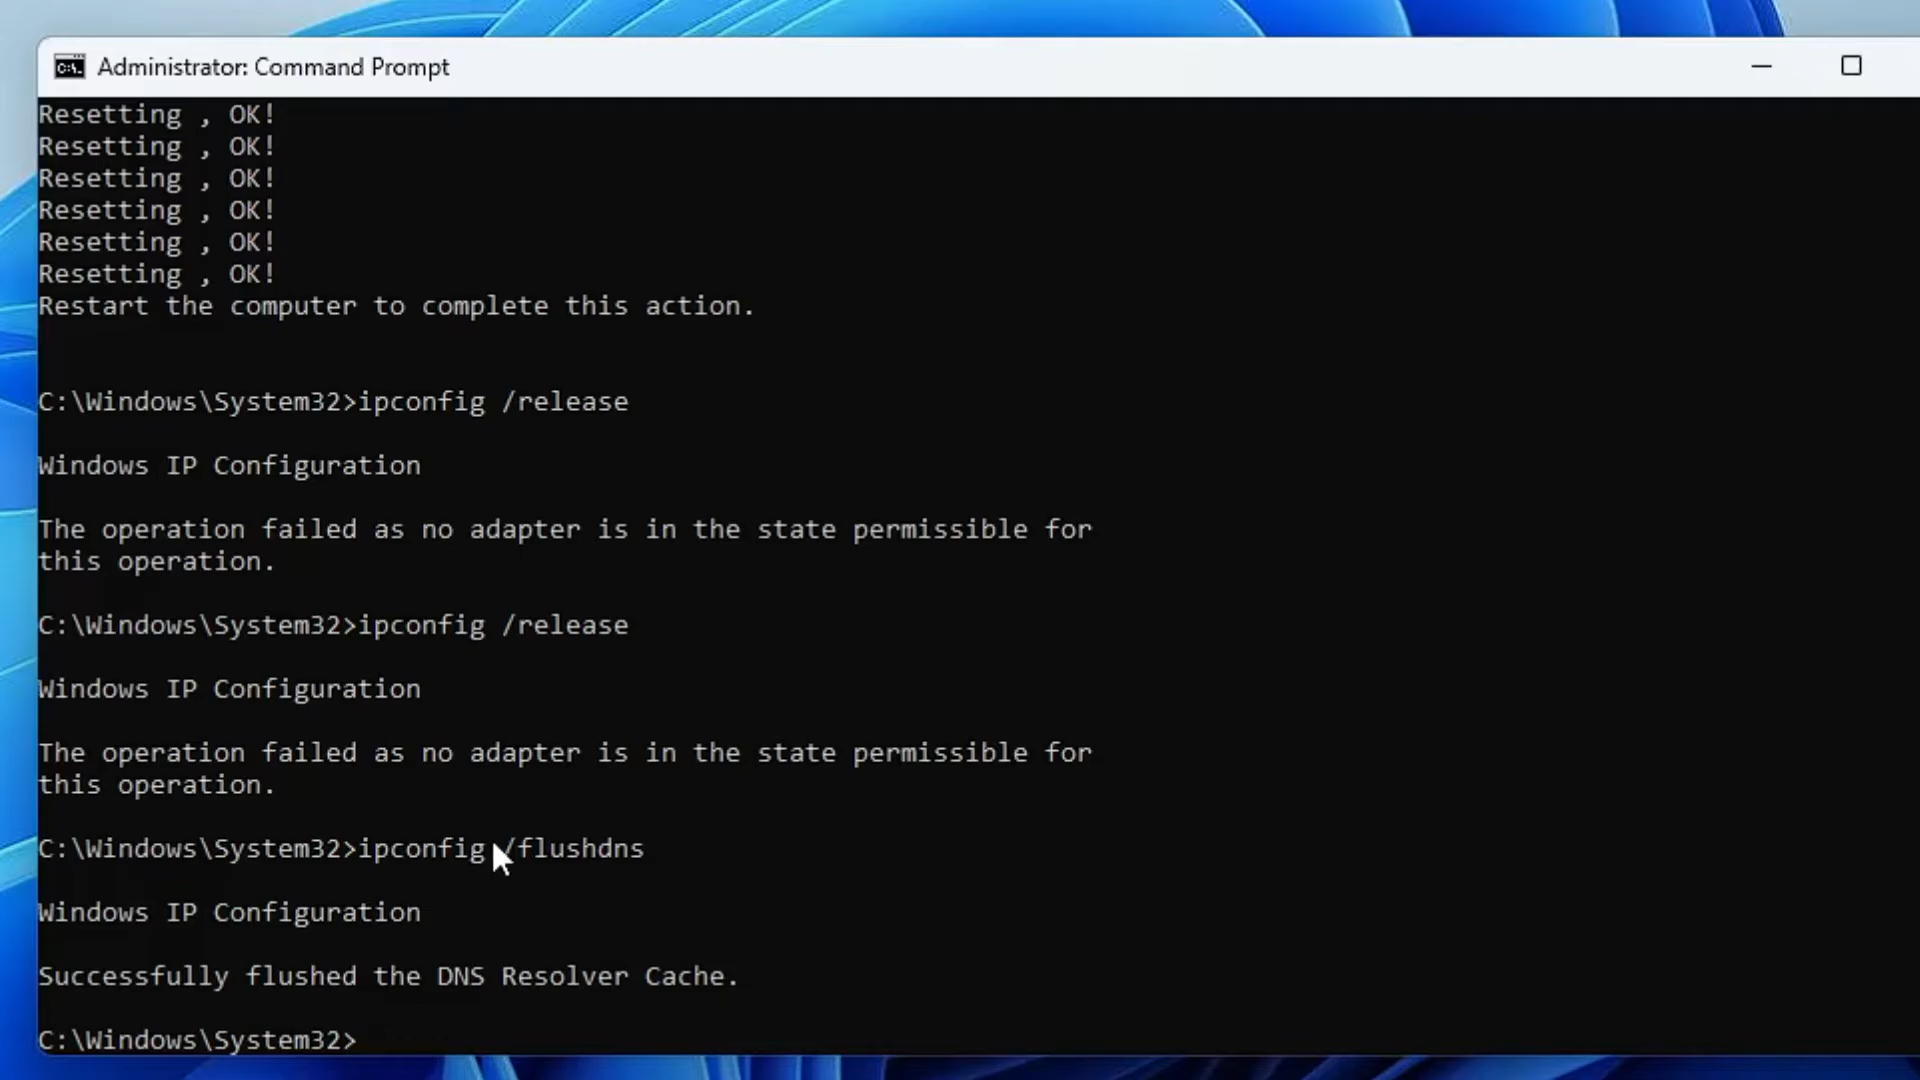 Administrator: Command Prompt
Resetting , OK!
Resetting , OK!
Resetting , OK!
Resetting , OK!
Resetting , OK!
Resetting , OK!
Restart the computer to complete this action.
C:\Windows\System32>ipconfig /release
Windows IP Configuration
The operation failed as no adapter is in the state permissible for
this operation.
C:\Windows\System32>ipconfig /release
Windows IP Configuration
The operation failed as no adapter is in the state permissible for
this operation.
C:\Windows\System32>ipconfig /flushdns
Windows IP Configuration
Successfully flushed the DNS Resolver Cache.
C:\Windows\System32>